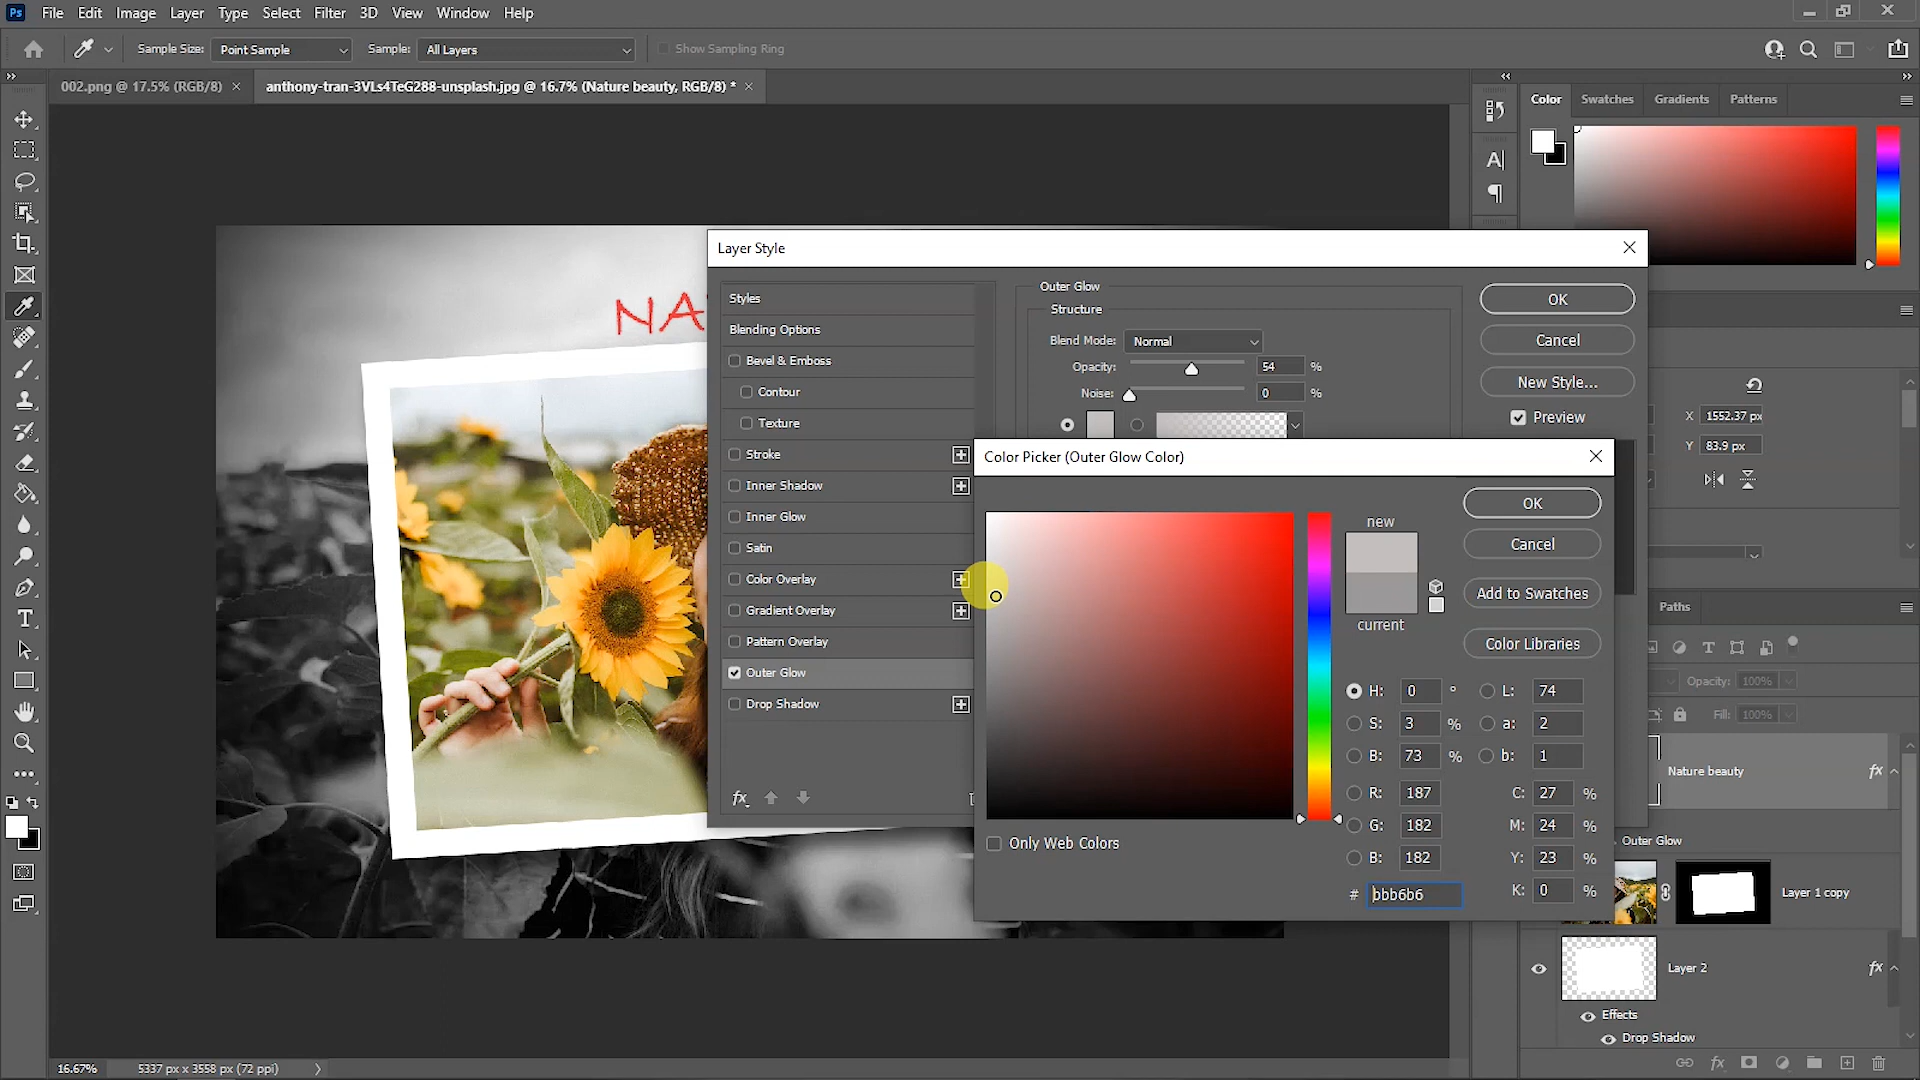 Ps File Edit Image Layer Type Select Filter 3D View Window Help
Sample Size: Point Sample Sample: All Layers Show Sampling Ring
002.png @ 17.5% (RGB/8) × anthony-tran-3VLs4TeG288-unsplash.jpg @ 16.7% (Nature beauty, RGB/8) * ×
Color Swatches Gradients Patterns
NA
Layer Style
Styles
Blending Options
Bevel & Emboss
Contour
Texture
Stroke
Inner Shadow
Inner Glow
Satin
Color Overlay
Gradient Overlay
Pattern Overlay
Outer Glow
Drop Shadow
fx
Outer Glow
Structure
Blend Mode: Normal
Opacity: 54 %
Noise: 0 %
OK
Cancel
New Style...
Preview
X 1552.37 px
Y 83.9 px
Color Picker (Outer Glow Color)
new
current
OK
Cancel
Add to Swatches
Color Libraries
H: 0 ° L: 74
S: 3 % a: 2
B: 73 % b: 1
R: 187 C: 27 %
G: 182 M: 24 %
B: 182 Y: 23 %
# bbb6b6 K: 0 %
Only Web Colors
Paths
Opacity: 100%
Fill: 100%
Nature beauty fx
Outer Glow
Layer 1 copy
Layer 2 fx
Effects
Drop Shadow
fx
16.67% 5337 px x 3558 px (72 ppi)